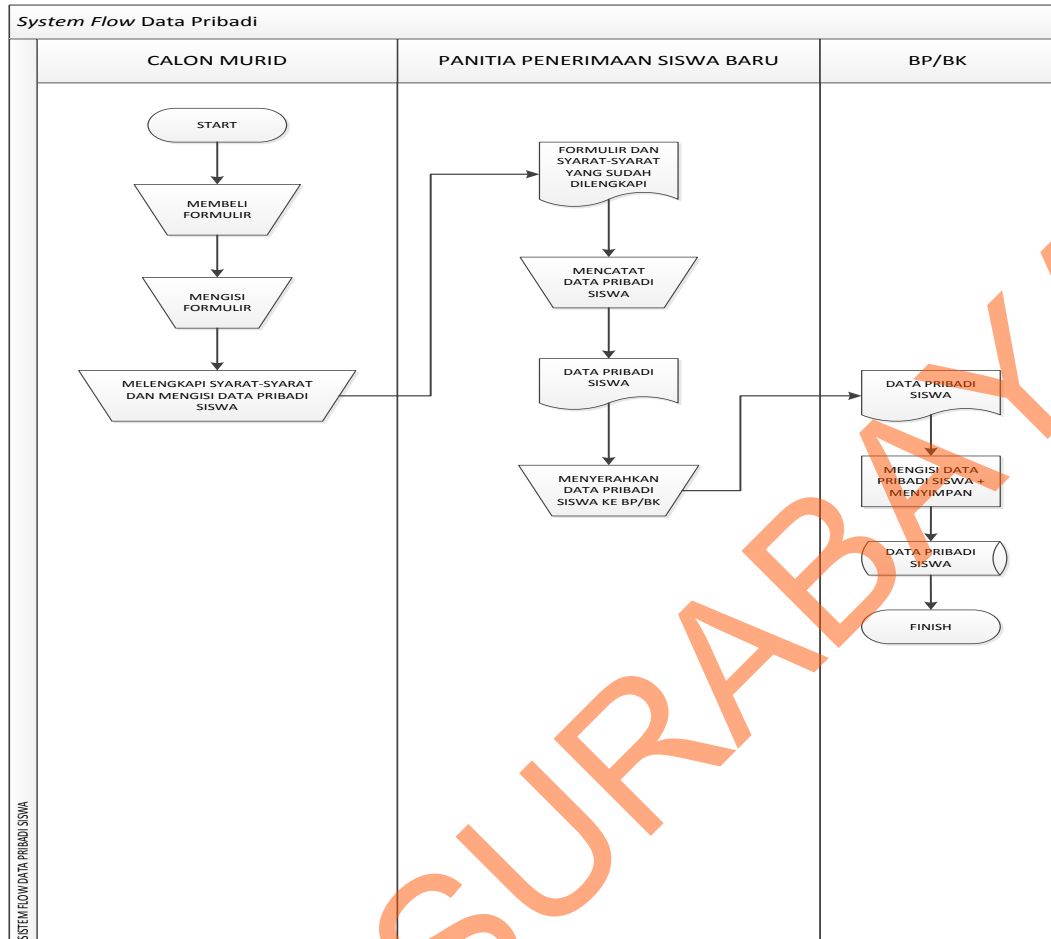 System Flow Data Pribadi
CALON MURID
PANITIA PENERIMAAN SISWA BARU
BP/BK
START
MEMBELI
FORMULIR
MENGISI
FORMULIR
MELENGKAPI SYARAT-SYARAT
DAN MENGISI DATA PRIBADI
SISWA
FORMULIR DAN
SYARAT-SYARAT
YANG SUDAH
DILENGKAPI
MENCATAT
DATA PRIBADI
SISWA
DATA PRIBADI
SISWA
MENYERAHKAN
DATA PRIBADI
SISWA KE BP/BK
DATA PRIBADI
SISWA
MENGISI DATA
PRIBADI SISWA +
MENYIMPAN
DATA PRIBADI
SISWA
FINISH
SISTEM FLOW DATA PRIBADI SISWA
SURABAYA